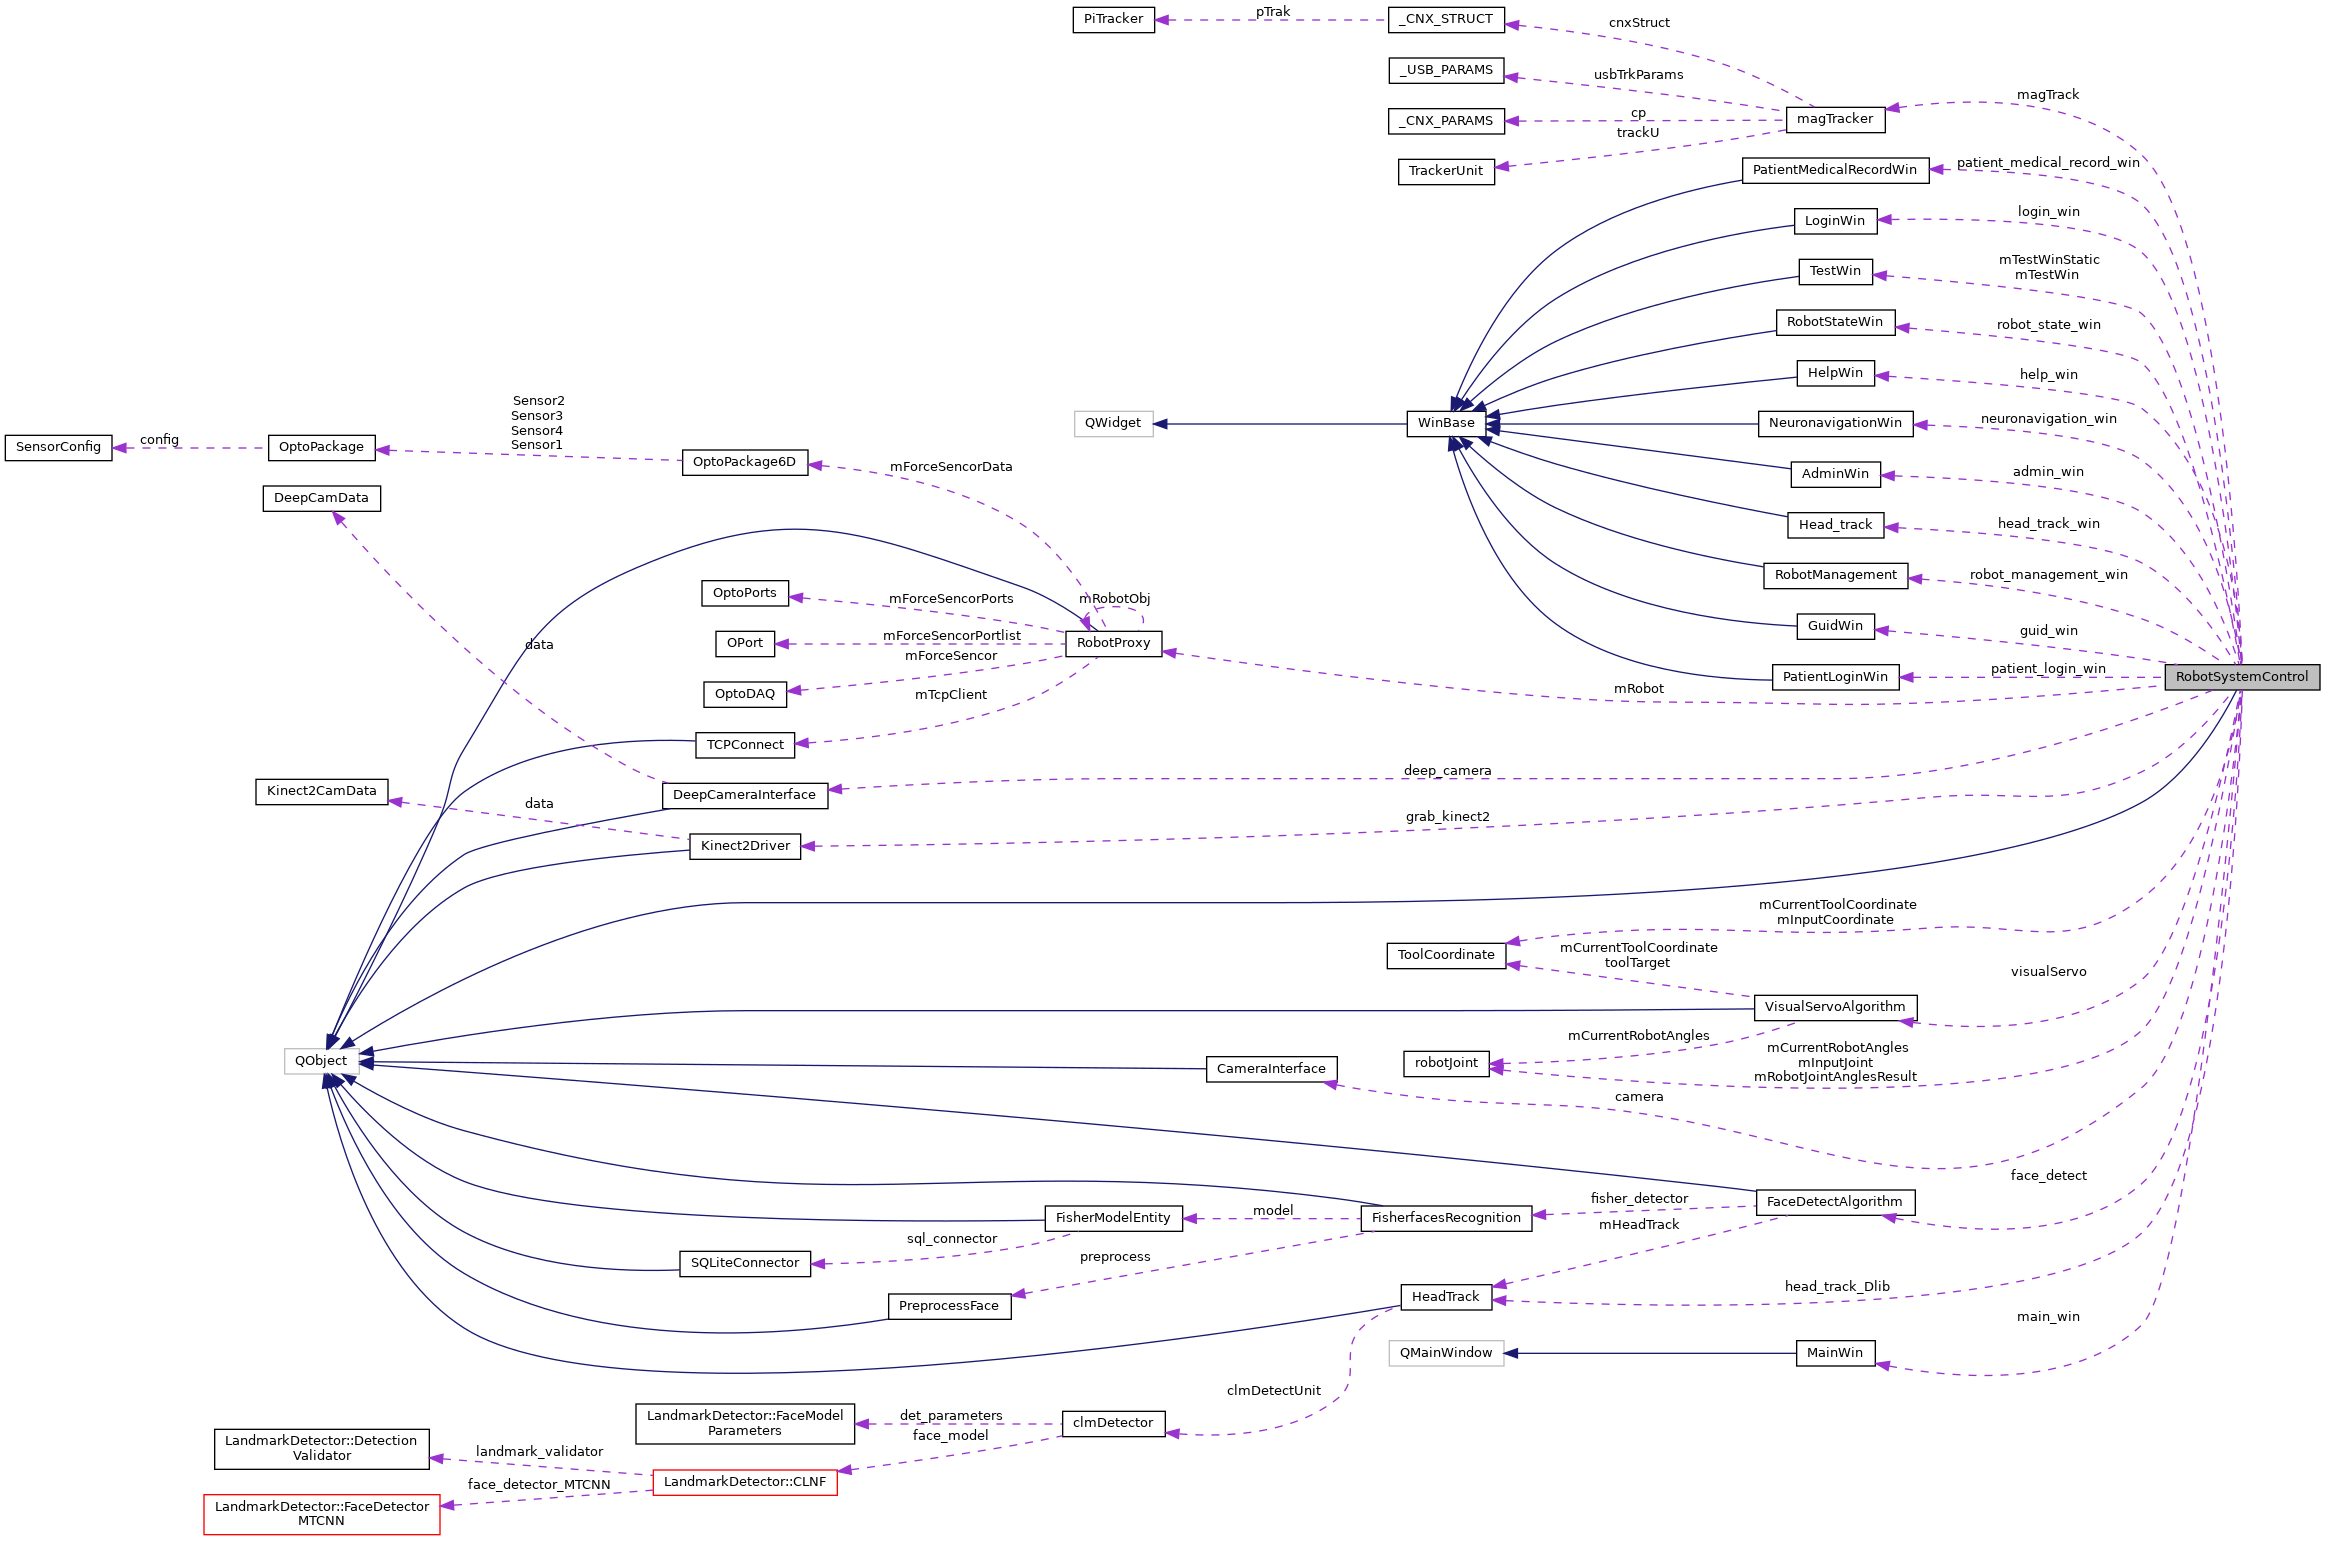 PiTracker
pTrak
_CNX_STRUCT
cnxStruct
_USB_PARAMS
usbTrkParams
magTrack
_CNX_PARAMS
cp
magTracker
trackU
TrackerUnit
PatientMedicalRecordWin
patient_medical_record_win
LoginWin
login_win
TestWin
mTestWinStatic
mTestWin
RobotStateWin
robot_state_win
HelpWin
help_win
QWidget
WinBase
NeuronavigationWin
neuronavigation_win
SensorConfig
config
OptoPackage
Sensor2
Sensor3
Sensor4
Sensor1
OptoPackage6D
mForceSencorData
AdminWin
admin_win
DeepCamData
Head_track
head_track_win
RobotManagement
robot_management_win
OptoPorts
mForceSencorPorts
mRobotObj
GuidWin
guid_win
data
OPort
mForceSencorPortlist
RobotProxy
mForceSencor
PatientLoginWin
patient_login_win
RobotSystemControl
OptoDAQ
mTcpClient
mRobot
TCPConnect
deep_camera
Kinect2CamData
data
DeepCameraInterface
grab_kinect2
Kinect2Driver
mCurrentToolCoordinate
mInputCoordinate
ToolCoordinate
mCurrentToolCoordinate
toolTarget
visualServo
VisualServoAlgorithm
mCurrentRobotAngles
QObject
CameraInterface
robotJoint
mCurrentRobotAngles
mInputJoint
mRobotJointAnglesResult
camera
face_detect
FisherModelEntity
model
FisherfacesRecognition
fisher_detector
FaceDetectAlgorithm
mHeadTrack
sql_connector
SQLiteConnector
preprocess
PreprocessFace
HeadTrack
head_track_Dlib
main_win
QMainWindow
MainWin
clmDetectUnit
LandmarkDetector::FaceModel
Parameters
det_parameters
clmDetector
face_model
LandmarkDetector::Detection
Validator
landmark_validator
LandmarkDetector::CLNF
face_detector_MTCNN
LandmarkDetector::FaceDetector
MTCNN